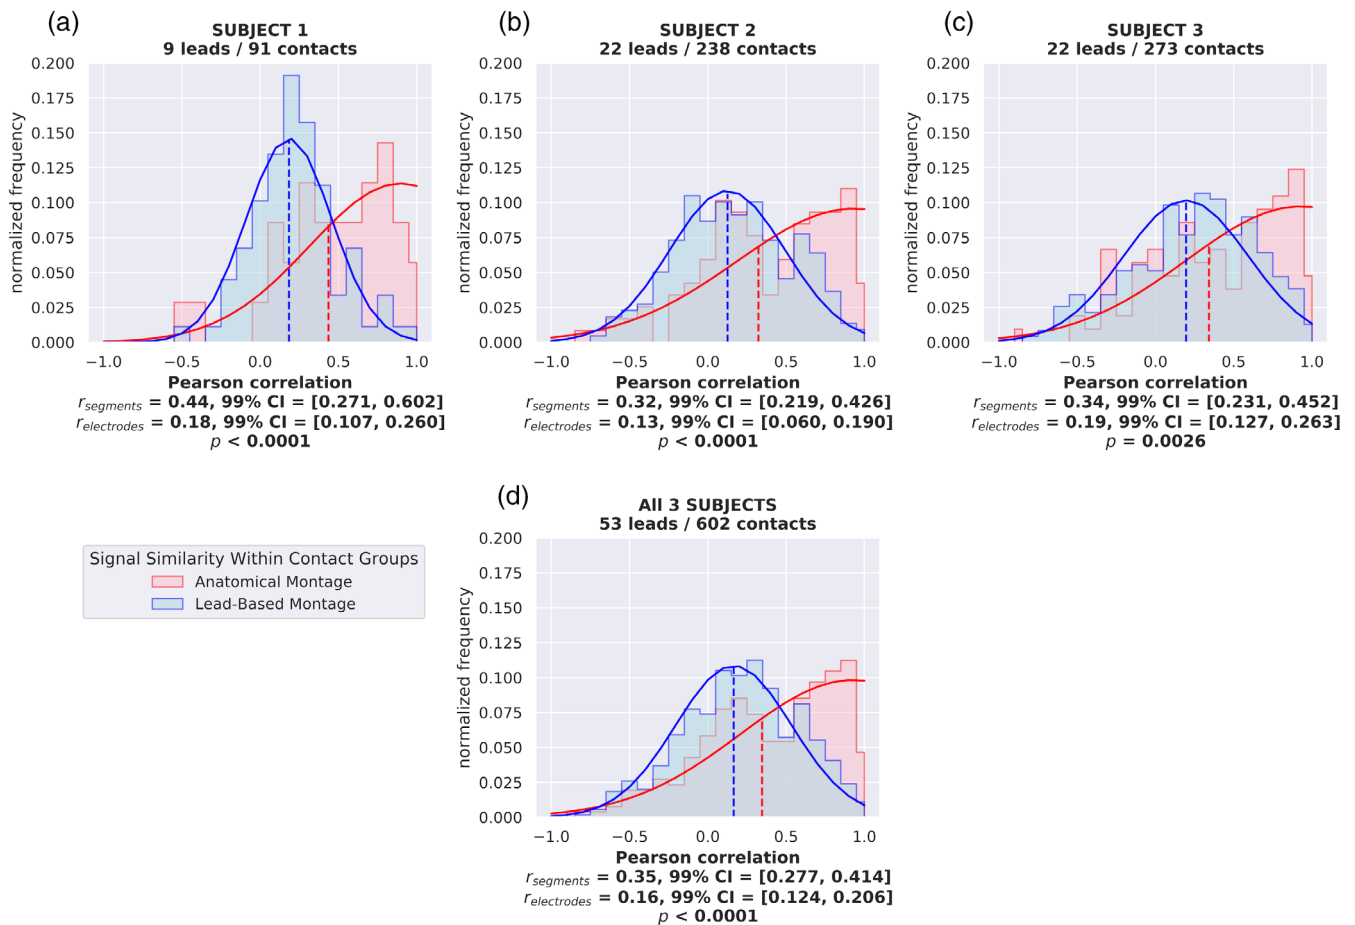 (a)
SUBJECT 1
9 leads / 91 contacts
0.200
0.175
0.150
0.125
0.100
0.075
0.050
0.025
0.000
normalized frequency
−1.0 −0.5 0.0 0.5 1.0
Pearson correlation
r_segments = 0.44, 99% CI = [0.271, 0.602]
r_electrodes = 0.18, 99% CI = [0.107, 0.260]
p < 0.0001
(b)
SUBJECT 2
22 leads / 238 contacts
0.200
0.175
0.150
0.125
0.100
0.075
0.050
0.025
0.000
normalized frequency
−1.0 −0.5 0.0 0.5 1.0
Pearson correlation
r_segments = 0.32, 99% CI = [0.219, 0.426]
r_electrodes = 0.13, 99% CI = [0.060, 0.190]
p < 0.0001
(c)
SUBJECT 3
22 leads / 273 contacts
0.200
0.175
0.150
0.125
0.100
0.075
0.050
0.025
0.000
normalized frequency
−1.0 −0.5 0.0 0.5 1.0
Pearson correlation
r_segments = 0.34, 99% CI = [0.231, 0.452]
r_electrodes = 0.19, 99% CI = [0.127, 0.263]
p = 0.0026
Signal Similarity Within Contact Groups
Anatomical Montage
Lead-Based Montage
(d)
All 3 SUBJECTS
53 leads / 602 contacts
0.200
0.175
0.150
0.125
0.100
0.075
0.050
0.025
0.000
normalized frequency
−1.0 −0.5 0.0 0.5 1.0
Pearson correlation
r_segments = 0.35, 99% CI = [0.277, 0.414]
r_electrodes = 0.16, 99% CI = [0.124, 0.206]
p < 0.0001